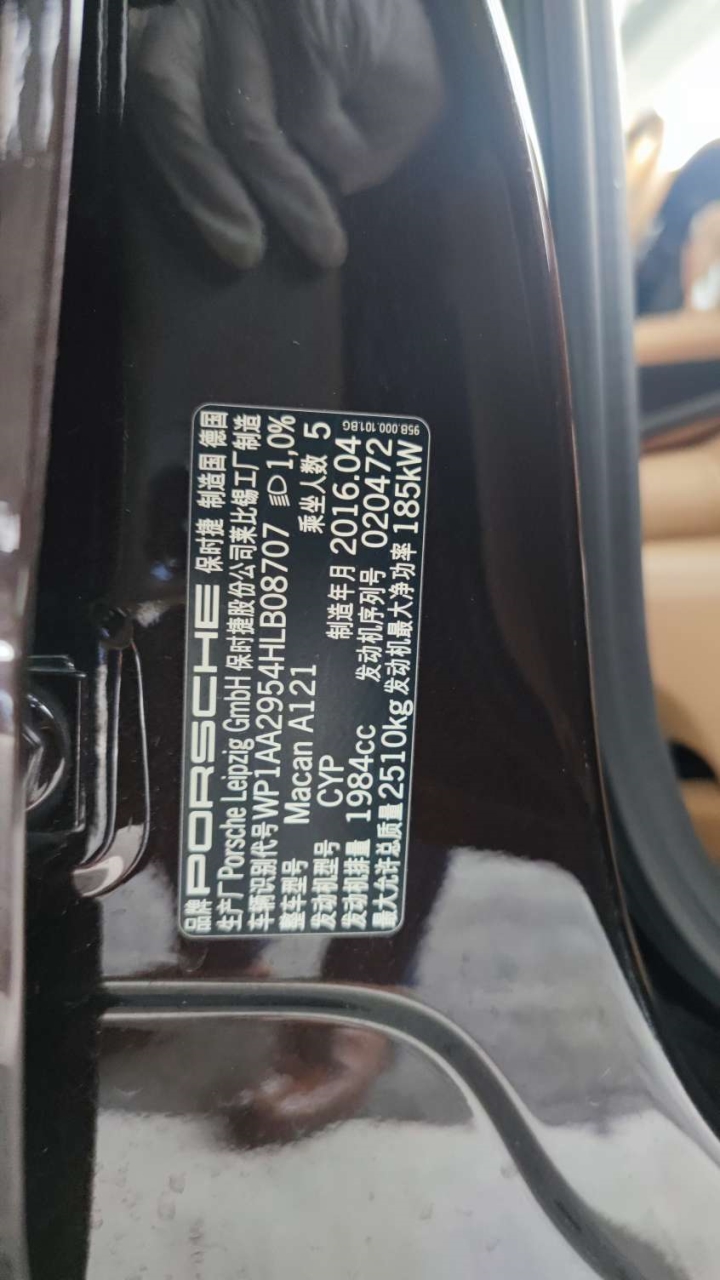 品牌 PORSCHE 保时捷 制造国 德国
生产厂 Porsche Leipzig GmbH 保时捷股份公司莱比锡工厂制造
车辆识别代号 WP1AA2954HLB08707 1,0%
整车型号 Macan A121 乘坐人数 5
发动机型号 CYP 制造年月 2016.04
发动机排量 1984cc 发动机序列号 020472
最大允许总质量 2510kg 发动机最大净功率 185kW
95B.000.101.BG